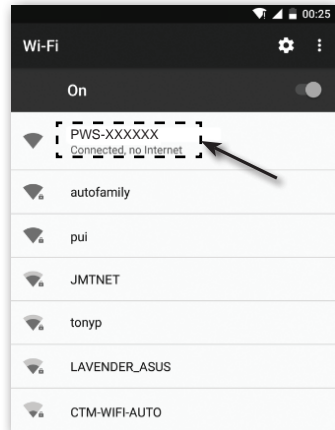 00:25
Wi-Fi
On
PWS-XXXXXX
Connected, no Internet
autofamily
pui
JMTNET
tonyp
LAVENDER_ASUS
CTM-WIFI-AUTO